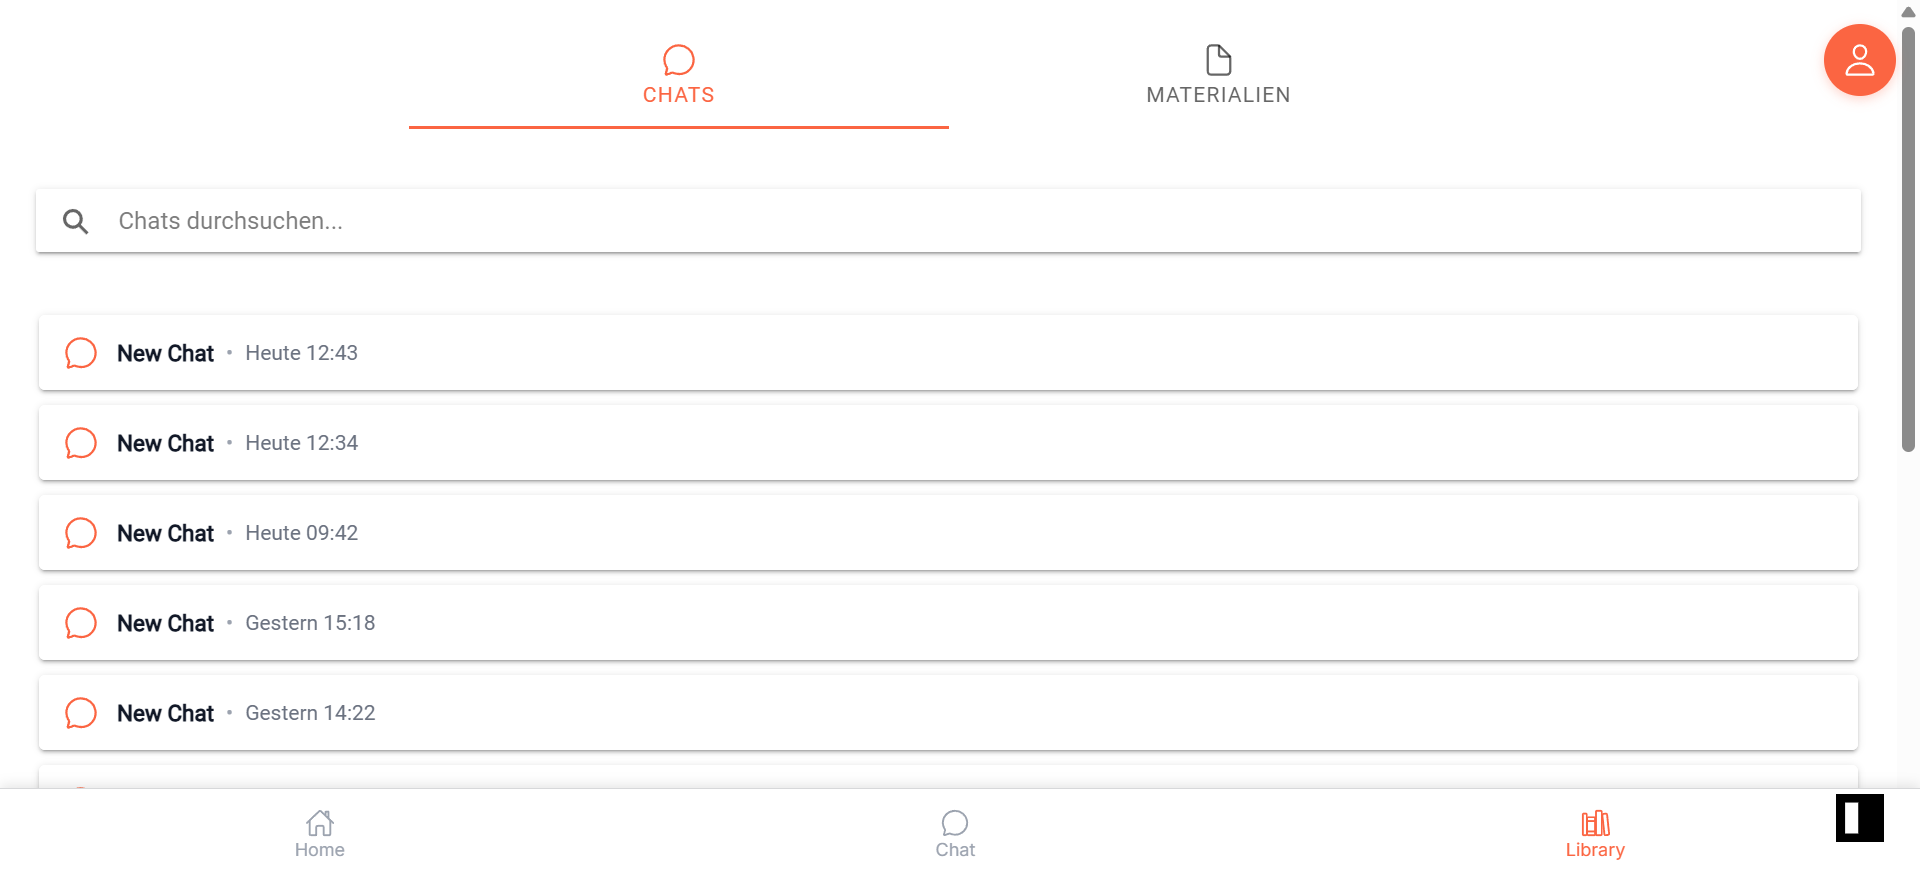 CHATS
MATERIALIEN
Chats durchsuchen...
New Chat • Heute 12:43
New Chat • Heute 12:34
New Chat • Heute 09:42
New Chat • Gestern 15:18
New Chat • Gestern 14:22
Home
Chat
Library